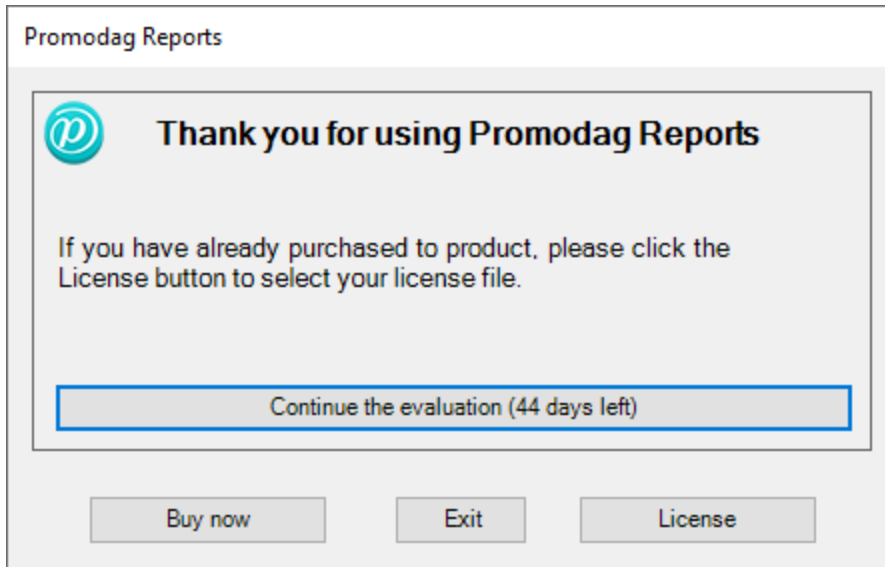 Promodag Reports
Thank you for using Promodag Reports
If you have already purchased to product, please click the
License button to select your license file.
Continue the evaluation (44 days left)
Buy now
Exit
License